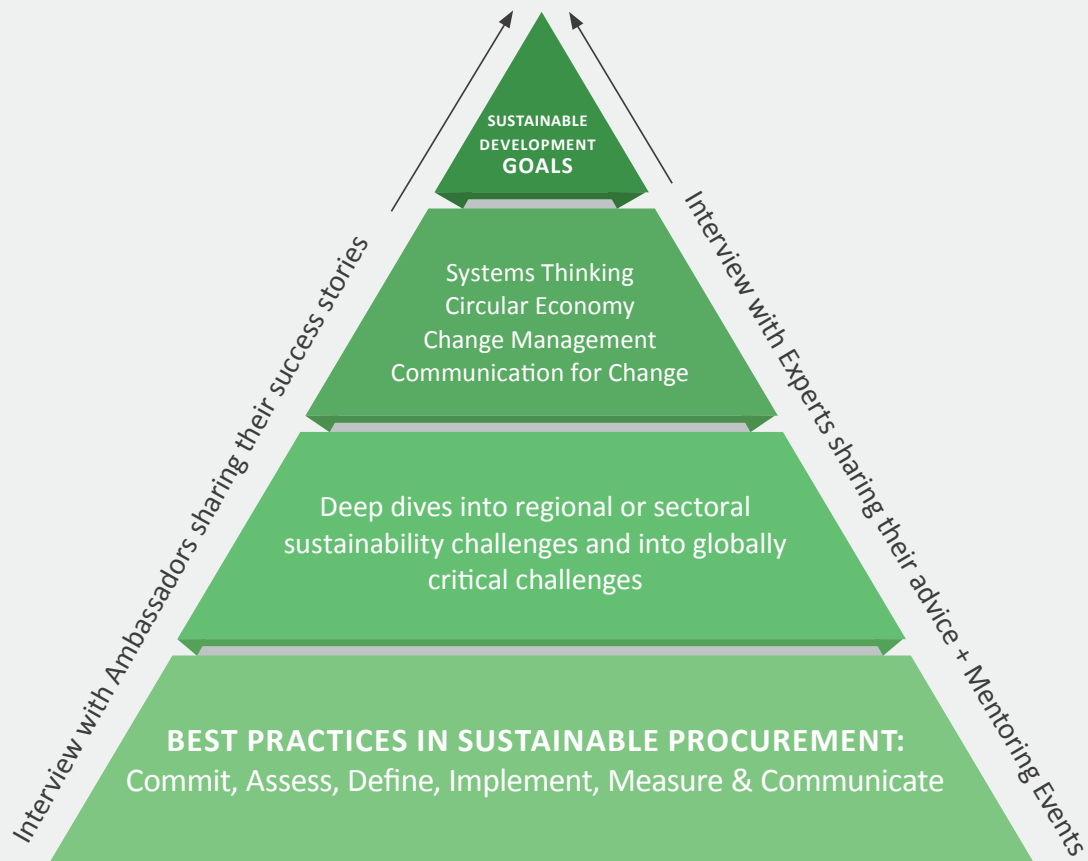 SUSTAINABLE
DEVELOPMENT
GOALS
Systems Thinking
Circular Economy
Change Management
Communication for Change
Deep dives into regional or sectoral
sustainability challenges and into globally
critical challenges
BEST PRACTICES IN SUSTAINABLE PROCUREMENT:
Commit, Assess, Define, Implement, Measure & Communicate
Interview with Ambassadors sharing their success stories
Interview with Experts sharing their advice + Mentoring Events